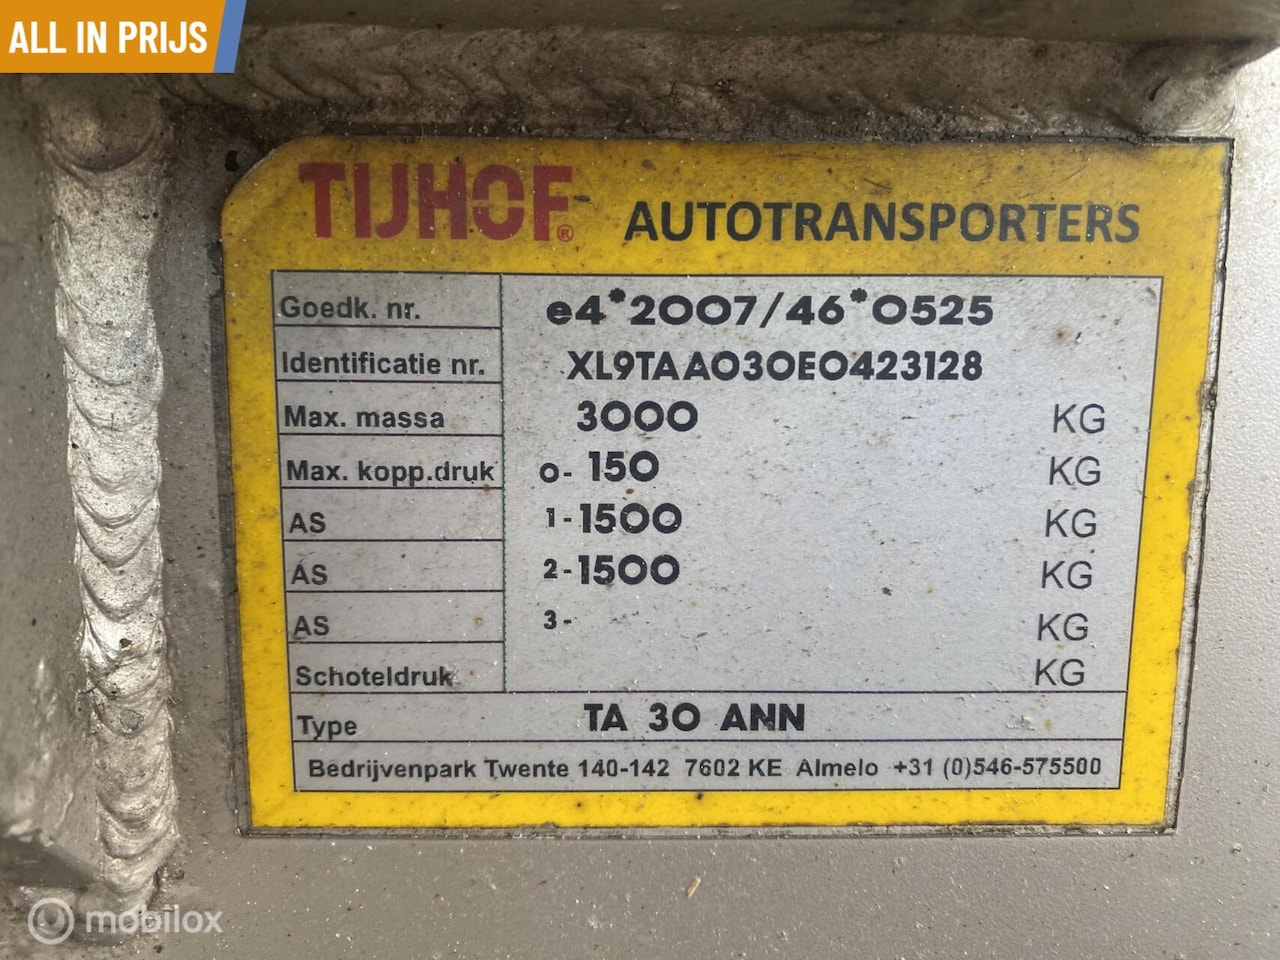 ALL IN PRIJS
TIJHOF® AUTOTRANSPORTERS
Goedk. nr. e4*2007/46*0525
Identificatie nr. XL9TAA030E0423128
Max. massa 3000 KG
Max. kopp.druk 0- 150 KG
AS 1- 1500 KG
AS 2- 1500 KG
AS 3- KG
Schoteldruk KG
Type TA 30 ANN
Bedrijvenpark Twente 140-142 7602 KE Almelo +31 (0)546-575500
mobilox